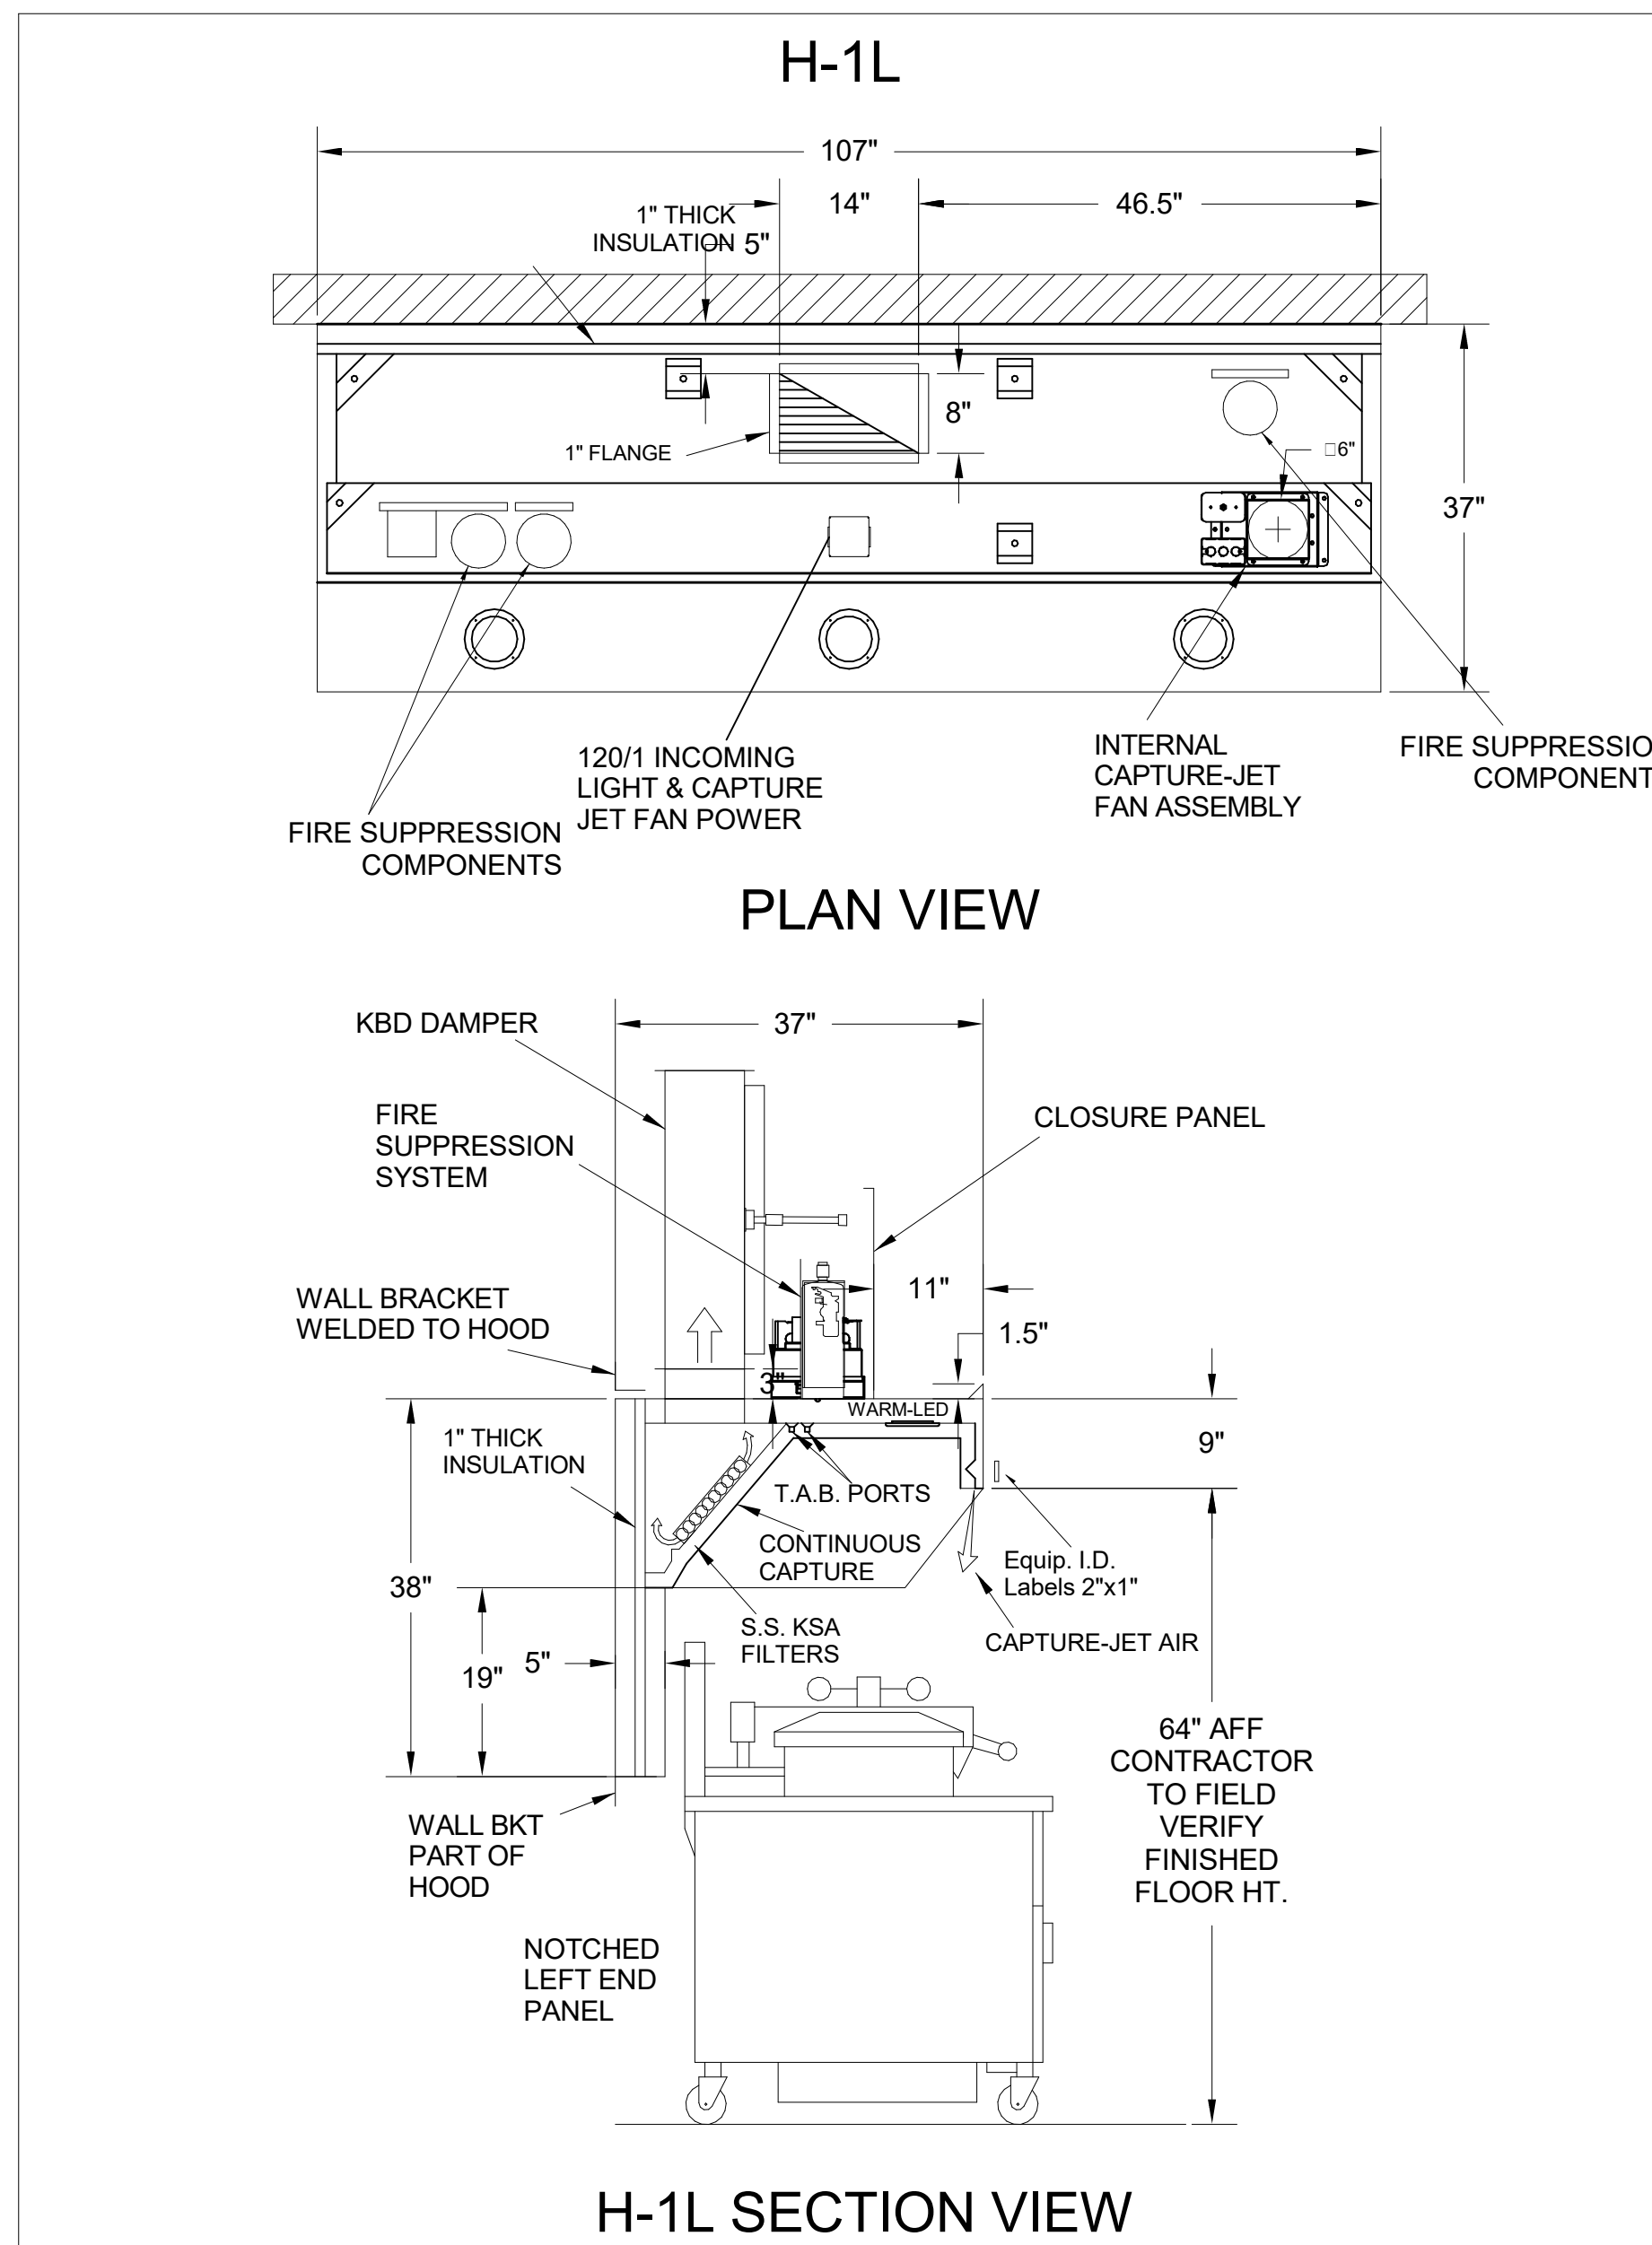 H-1L
107"
14"
46.5"
1" THICK
INSULATION
5"
8"
1" FLANGE
□6"
37"
120/1 INCOMING
LIGHT & CAPTURE
JET FAN POWER
INTERNAL
CAPTURE-JET
FAN ASSEMBLY
FIRE SUPPRESSIO
COMPONENT
FIRE SUPPRESSION
COMPONENTS
PLAN VIEW
37"
KBD DAMPER
FIRE
SUPPRESSION
SYSTEM
CLOSURE PANEL
11"
WALL BRACKET
WELDED TO HOOD
1.5"
3"
WARM-LED
1" THICK
INSULATION
9"
T.A.B. PORTS
CONTINUOUS
CAPTURE
Equip. I.D.
Labels 2"x1"
38"
S.S. KSA
FILTERS
CAPTURE-JET AIR
19"
5"
64" AFF
CONTRACTOR
TO FIELD
VERIFY
FINISHED
FLOOR HT.
WALL BKT
PART OF
HOOD
NOTCHED
LEFT END
PANEL
H-1L SECTION VIEW